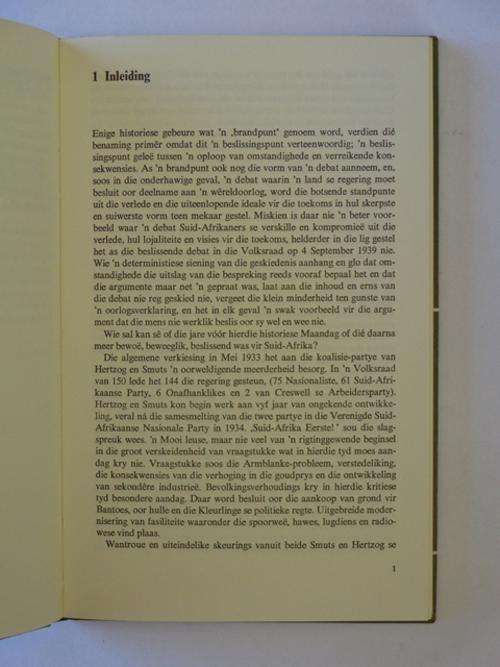 1 Inleiding
Enige historiese gebeure wat 'n ‚brandpunt' genoem word, verdien dié
benaming primêr omdat dit 'n beslissingspunt verteenwoordig; 'n beslis-
singspunt geleë tussen 'n oploop van omstandighede en verreikende kon-
sekwensies. As 'n brandpunt ook nog die vorm van 'n debat aanneem, en,
soos in die onderhawige geval, 'n debat waarin 'n land se regering moet
besluit oor deelname aan 'n wêreldoorlog, word die botsende standpunte
uit die verlede en die uiteenlopende ideale vir die toekoms in hul skerpste
en suiwerste vorm teen mekaar gestel. Miskien is daar nie 'n beter voor-
beeld waar 'n debat Suid-Afrikaners se verskille en kompromieë uit die
verlede, hul lojaliteite en visies vir die toekoms, helderder in die lig gestel
het as die beslissende debat in die Volksraad op 4 September 1939 nie.
Wie 'n deterministiese siening van die geskiedenis aanhang en glo dat om-
standighede die uitslag van die bespreking reeds vooraf bepaal het en dat
die argumente maar net 'n gepraat was, laat aan die inhoud en erns van
die debat nie reg geskied nie, vergeet die klein minderheid ten gunste van
'n oorlogsverklaring, en het in elk geval 'n swak voorbeeld vir die argu-
ment dat die mens nie werklik beslis oor sy wel en wee nie.
Wie sal kan sê of die jare vóór hierdie historiese Maandag of dié daarna
meer bewoë, beweeglik, beslissend was vir Suid-Afrika?
Die algemene verkiesing in Mei 1933 het aan die koalisie-partye van
Hertzog en Smuts 'n oorweldigende meerderheid besorg. In 'n Volksraad
van 150 lede het 144 die regering gesteun, (75 Nasionaliste, 61 Suid-Afri-
kaanse Party, 6 Onafhanklikes en 2 van Creswell se Arbeidersparty).
Hertzog en Smuts kon begin werk aan vyf jaar van ongekende ontwikke-
ling, veral ná die samesmelting van die twee partye in die Verenigde Suid-
Afrikaanse Nasionale Party in 1934. ‚Suid-Afrika Eerste!' sou die slag-
spreuk wees. 'n Mooi leuse, maar nie veel van 'n rigtinggewende beginsel
in die groot verskeidenheid van vraagstukke wat in hierdie tyd moes aan-
dag kry nie. Vraagstukke soos die Armblanke-probleem, verstedeliking,
die konsekwensies van die verhoging in die goudprys en die ontwikkeling
van sekondêre industrieë. Bevolkingsverhoudings kry in hierdie kritiese
tyd besondere aandag. Daar word besluit oor die aankoop van grond vir
Bantoes, oor hulle en die Kleurlinge se politieke regte. Uitgebreide moder-
nisering van fasiliteite waaronder die spoorweë, hawes, lugdiens en radio-
wese vind plaas.
Wantroue en uiteindelike skeurings vanuit beide Smuts en Hertzog se
1